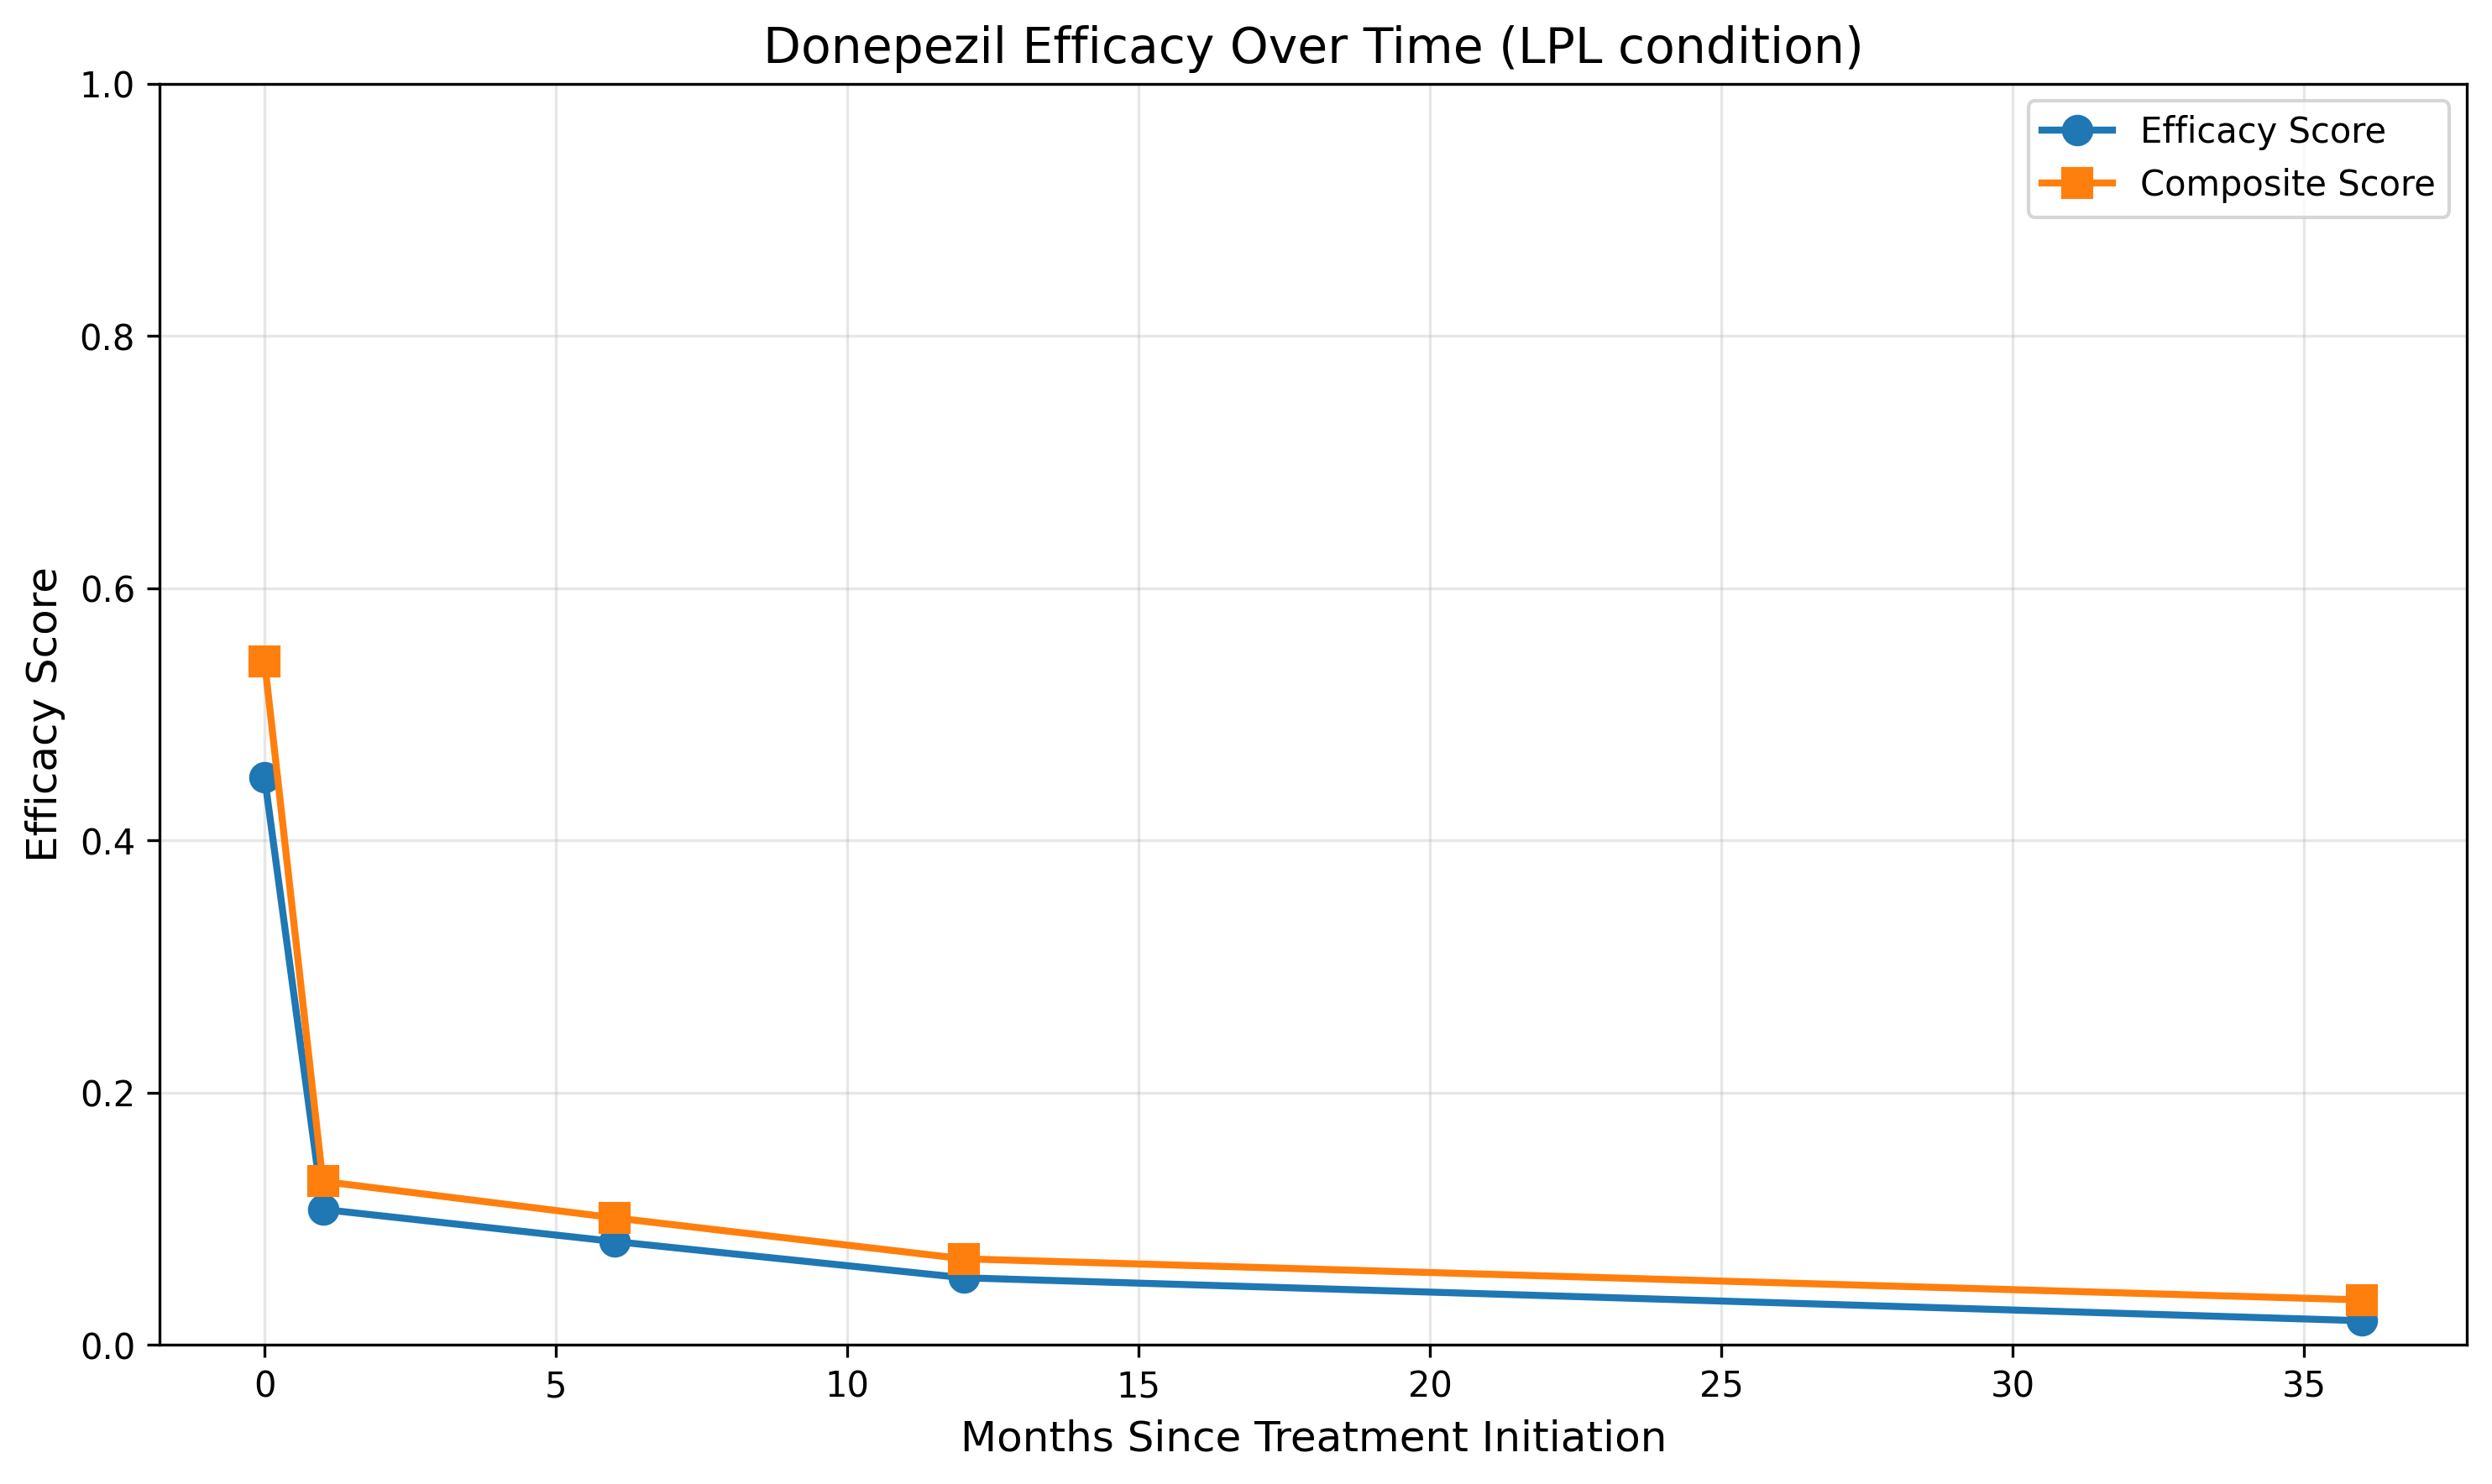 Donepezil Efficacy Over Time (LPL condition)
Efficacy Score
Composite Score
Efficacy Score
1.0
0.8
0.6
0.4
0.2
0.0
0 5 10 15 20 25 30 35
Months Since Treatment Initiation